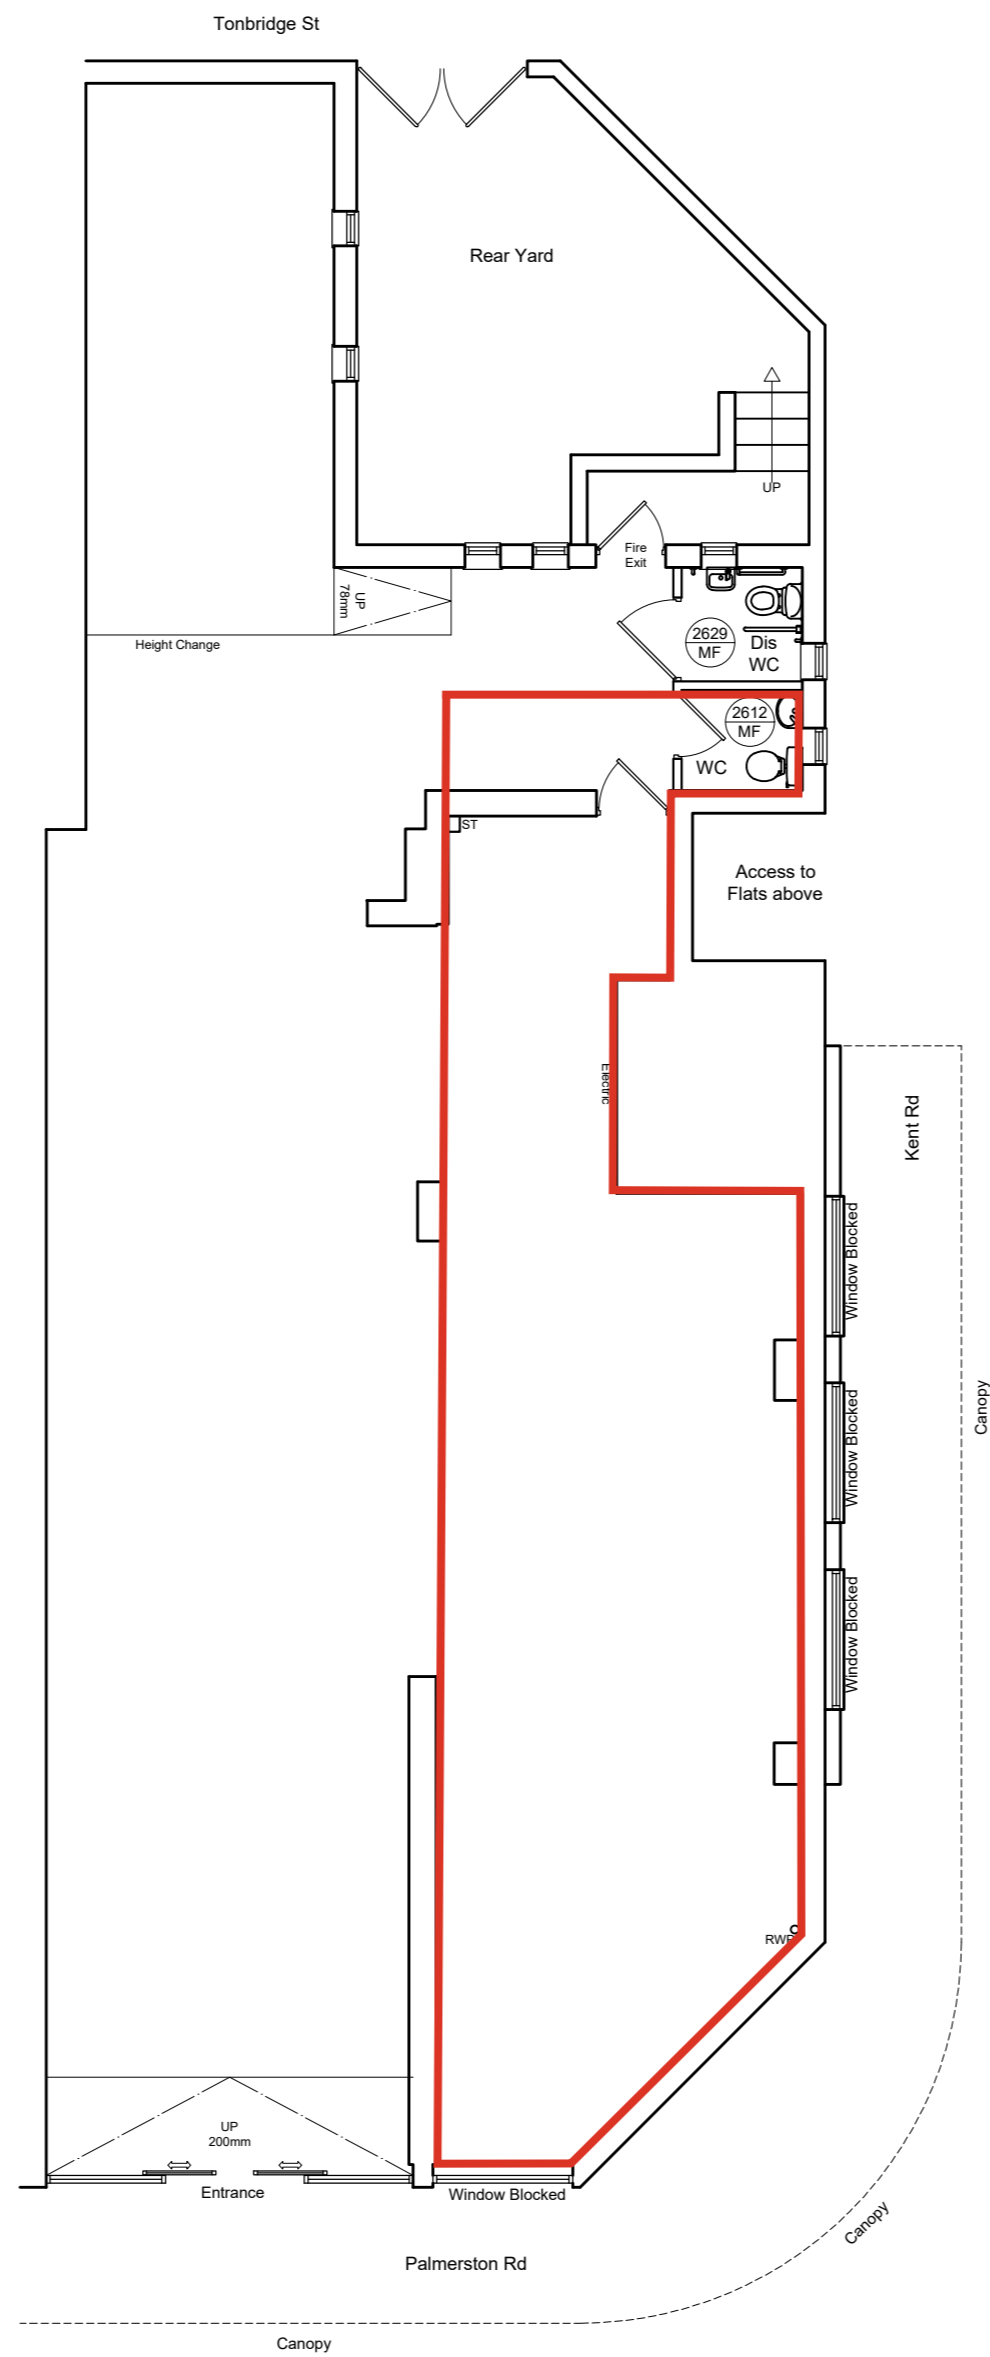 Tonbridge St
Rear Yard
UP
Fire
Exit
UP
78mm
Height Change
2629
MF
Dis
WC
2612
MF
WC
ST
Access to
Flats above
Electric
Kent Rd
Window Blocked
Canopy
Window Blocked
Window Blocked
RWP
UP
200mm
Entrance
Window Blocked
Canopy
Palmerston Rd
Canopy